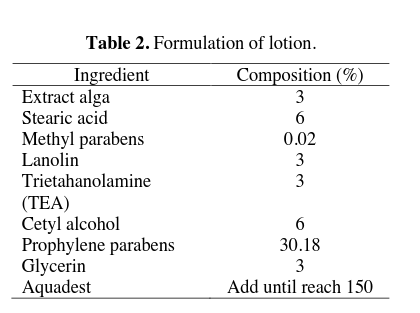 Table 2. Formulation of lotion.
Ingredient Composition (%)
Extract alga 3
Stearic acid 6
Methyl parabens 0.02
Lanolin 3
Trietahanolamine 3
(TEA)
Cetyl alcohol 6
Prophylene parabens 30.18
Glycerin 3
Aquadest Add until reach 150